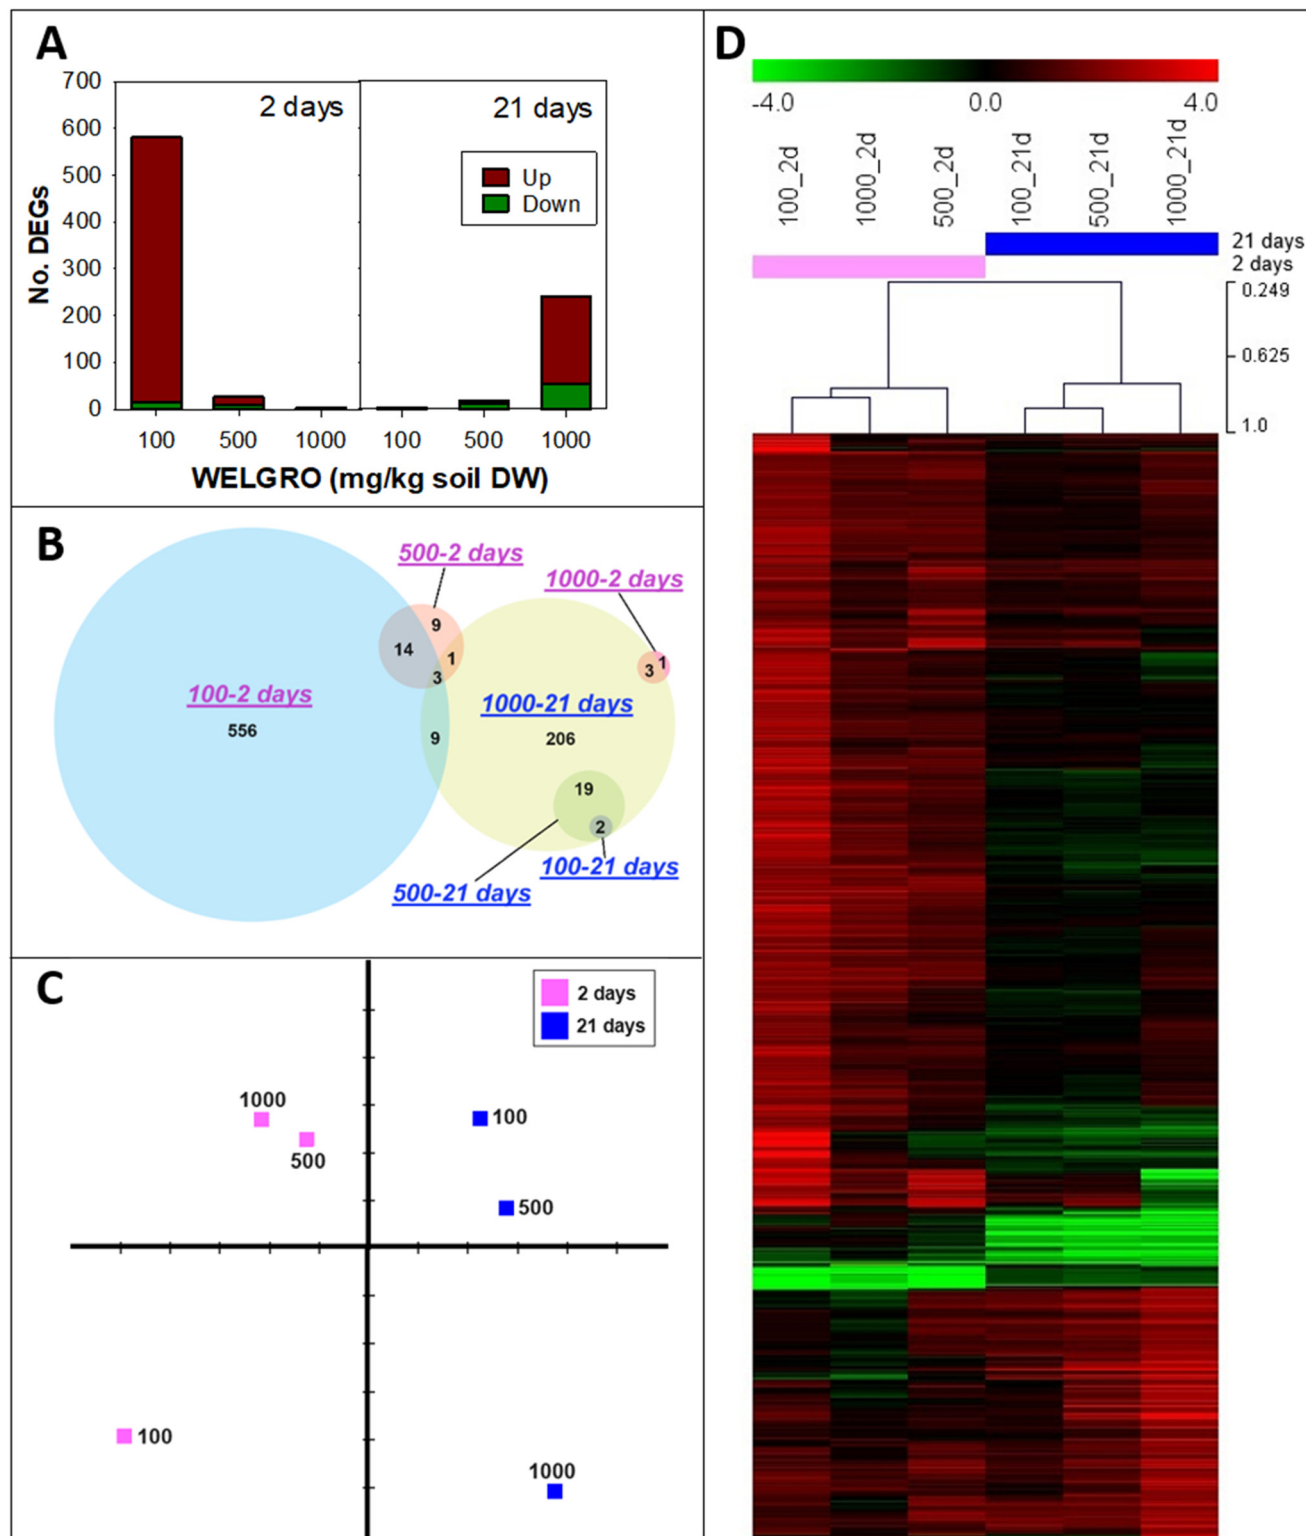 A
700
600
500
400
300
200
100
0
No. DEGs
2 days
21 days
Up
Down
100 500 1000 100 500 1000
WELGRO (mg/kg soil DW)
B
500-2 days
1000-2 days
9
14
1
3
3 1
100-2 days
556
1000-21 days
9
206
19
2
100-21 days
500-21 days
C
2 days
21 days
1000
500
100
500
100
1000
D
-4.0 0.0 4.0
100_2d
1000_2d
500_2d
100_21d
500_21d
1000_21d
21 days
2 days
0.249
0.625
1.0